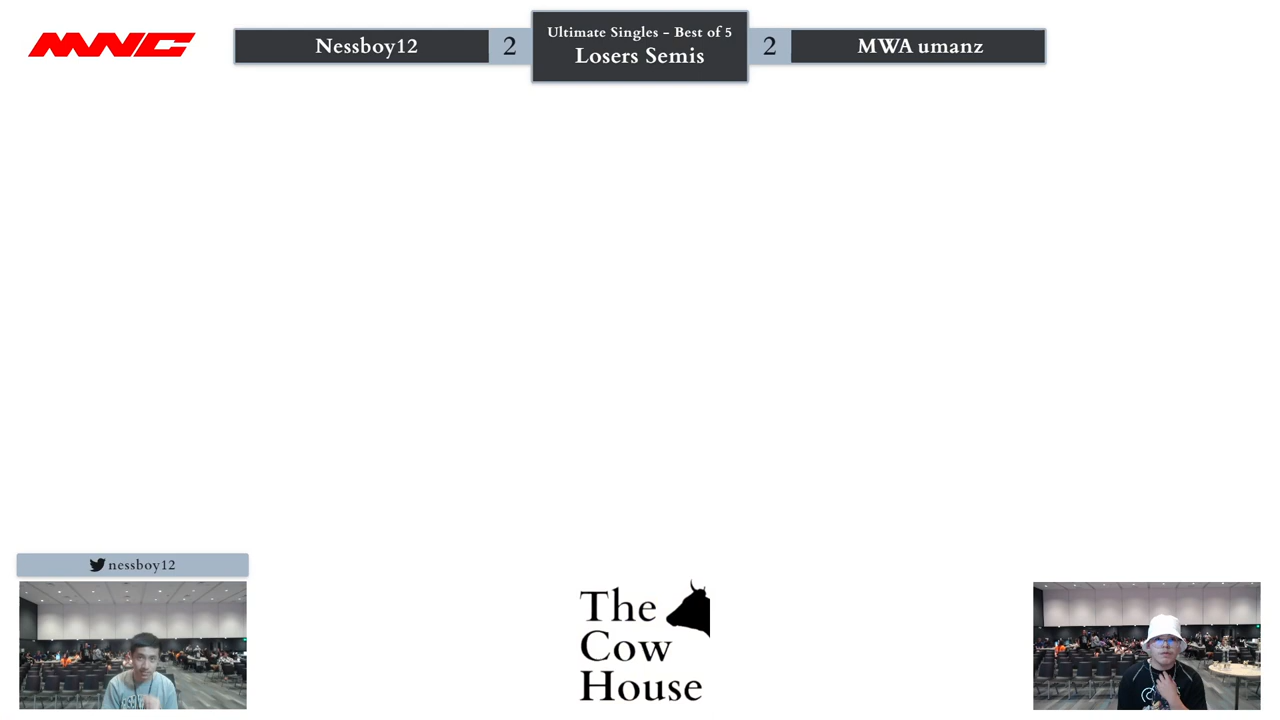 MNC
Nessboy12
2
Ultimate Singles - Best of 5
Losers Semis
2
MWA umanz
nessboy12
The
Cow
House